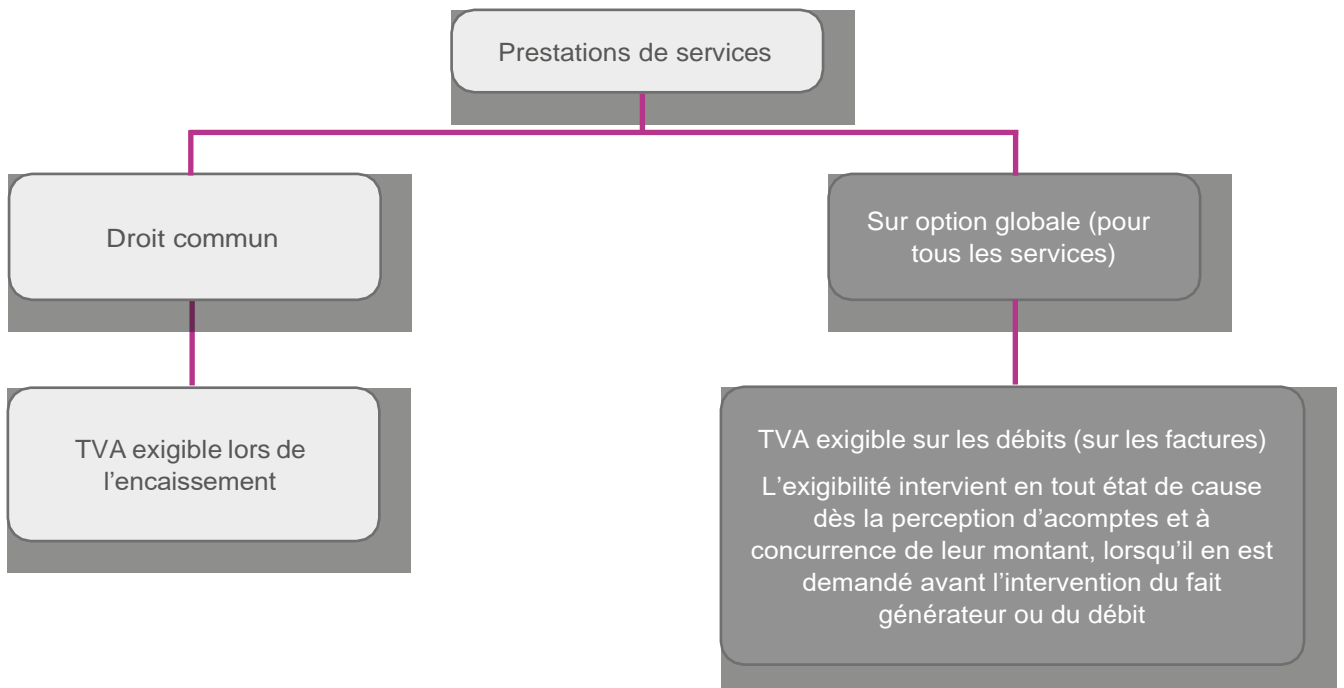 Prestations de services
Droit commun
Sur option globale (pour
tous les services)
TVA exigible lors de
l’encaissement
TVA exigible sur les débits (sur les factures)
L’exigibilité intervient en tout état de cause
dès la perception d’acomptes et à
concurrence de leur montant, lorsqu’il en est
demandé avant l’intervention du fait
générateur ou du débit